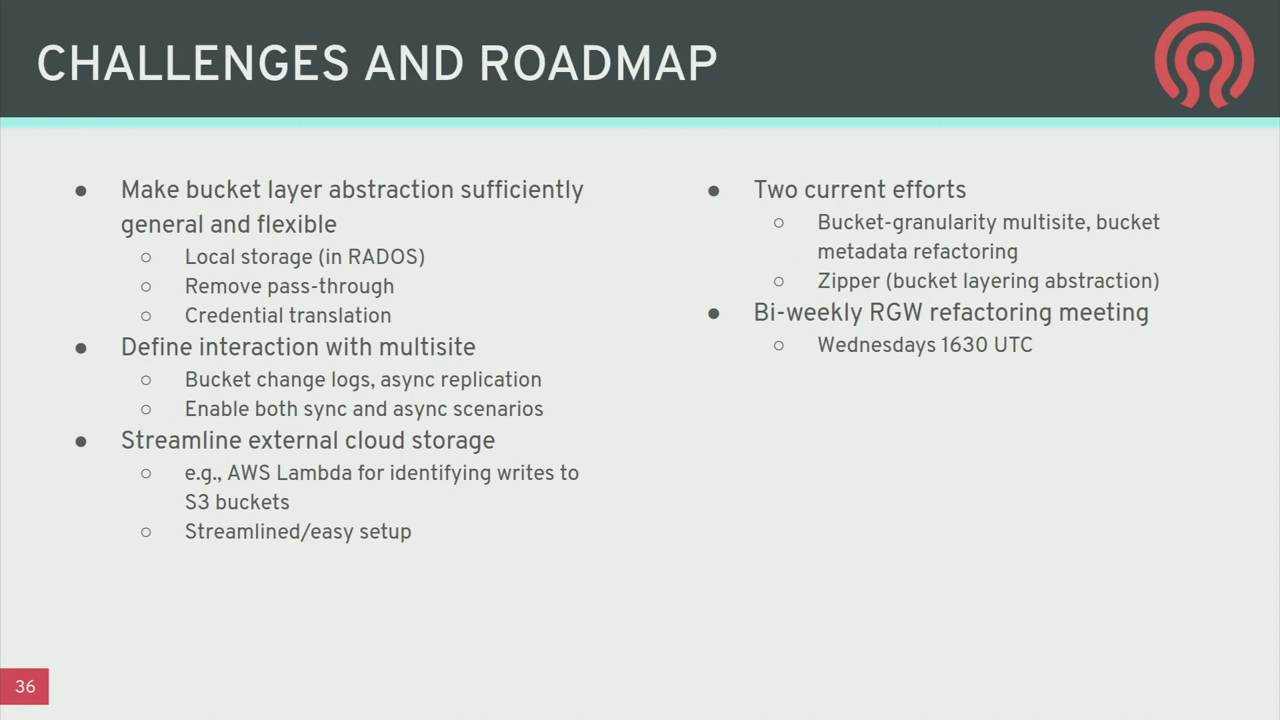 CHALLENGES AND ROADMAP
● Make bucket layer abstraction sufficiently
general and flexible
○ Local storage (in RADOS)
○ Remove pass-through
○ Credential translation
● Define interaction with multisite
○ Bucket change logs, async replication
○ Enable both sync and async scenarios
● Streamline external cloud storage
○ e.g., AWS Lambda for identifying writes to
S3 buckets
○ Streamlined/easy setup
● Two current efforts
○ Bucket-granularity multisite, bucket
metadata refactoring
○ Zipper (bucket layering abstraction)
● Bi-weekly RGW refactoring meeting
○ Wednesdays 1630 UTC
36